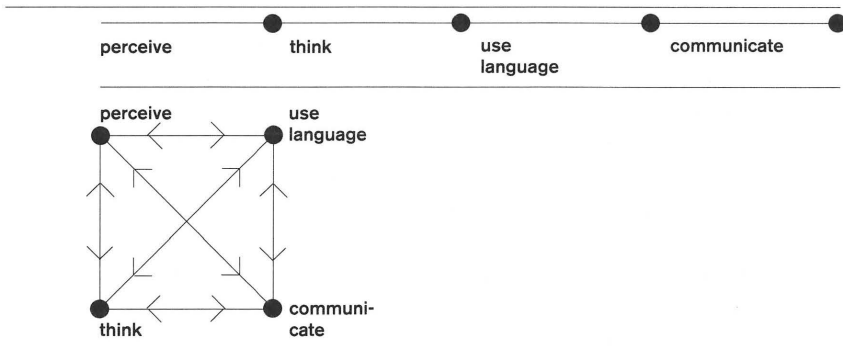 perceive think use communicate
language
perceive use
language
think communi-
cate